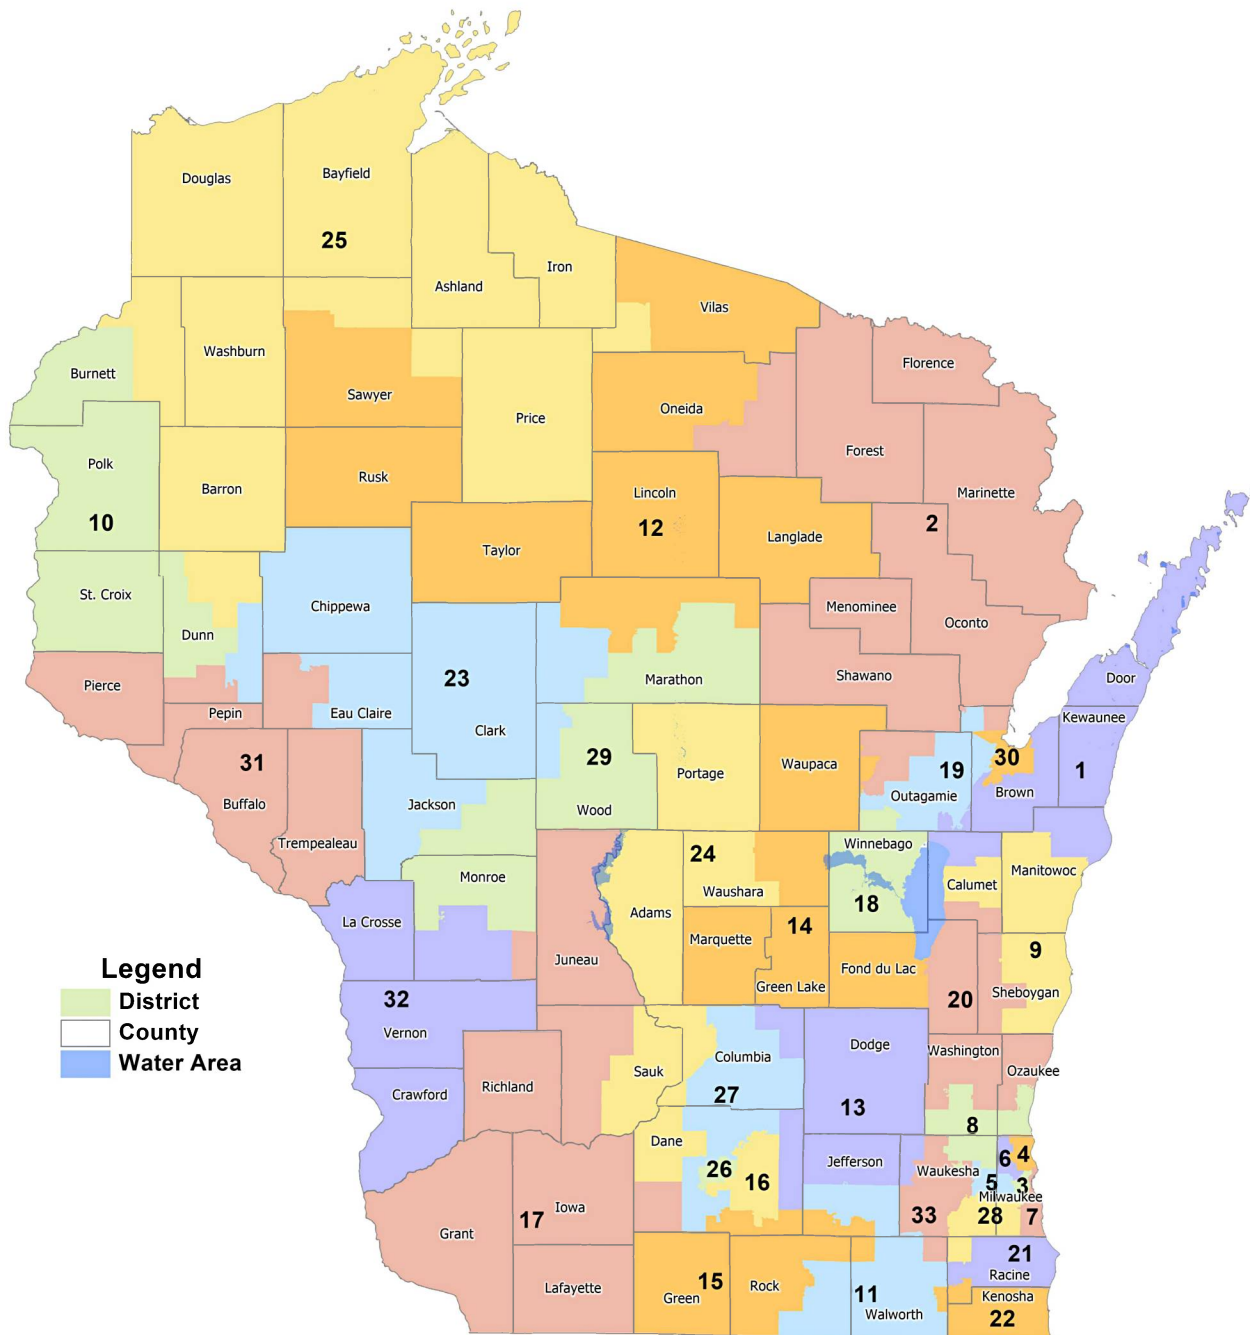 Douglas
Bayfield
25
Iron
Ashland
Vilas
Washburn
Florence
Burnett
Sawyer
Oneida
Price
Forest
Polk
Rusk
Barron
Lincoln
Marinette
10
12
2
Langlade
Taylor
St. Croix
Chippewa
Menominee
Oconto
Dunn
23
Shawano
Door
Pierce
Marathon
Pepin
Eau Claire
Kewaunee
Clark
31
29
Waupaca
19
30
1
Portage
Buffalo
Jackson
Wood
Outagamie
Brown
Trempealeau
24
Winnebago
Monroe
Waushara
Calumet
Manitowoc
18
La Crosse
Adams
14
Marquette
9
Juneau
Fond du Lac
Green Lake
Sheboygan
Legend
District
County
Water Area
32
20
Vernon
Dodge
Washington
Columbia
Sauk
Ozaukee
Richland
Crawford
27
13
8
Dane
Jefferson
6
4
26
Waukesha
16
5
3
Milwaukee
Iowa
17
33
28
7
Grant
21
Racine
Lafayette
15
Rock
11
Kenosha
Green
Walworth
22